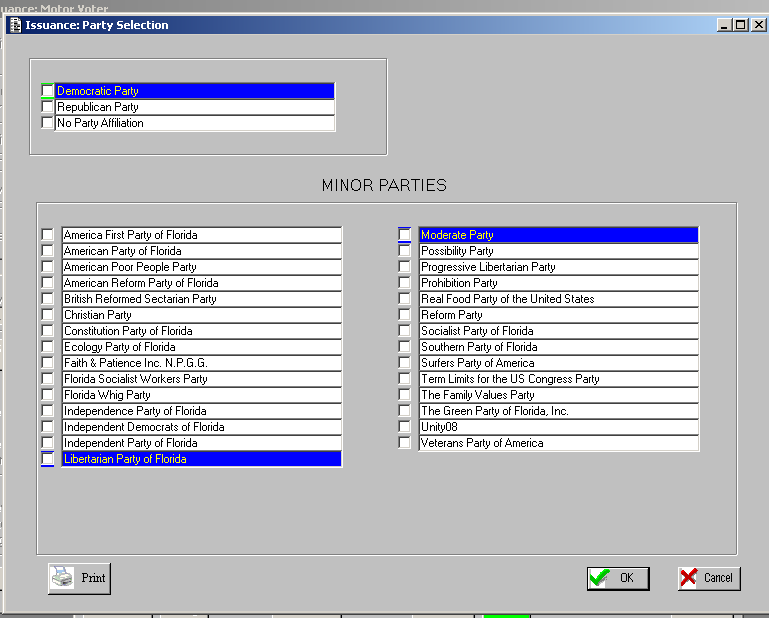 uance: Motor Voter
Issuance: Party Selection
Democratic Party
Republican Party
No Party Affiliation
MINOR PARTIES
America First Party of Florida
American Party of Florida
American Poor People Party
American Reform Party of Florida
British Reformed Sectarian Party
Christian Party
Constitution Party of Florida
Ecology Party of Florida
Faith & Patience Inc. N.P.G.G.
Florida Socialist Workers Party
Florida Whig Party
Independence Party of Florida
Independent Democrats of Florida
Independent Party of Florida
Libertarian Party of Florida
Moderate Party
Possibility Party
Progressive Libertarian Party
Prohibition Party
Real Food Party of the United States
Reform Party
Socialist Party of Florida
Southern Party of Florida
Surfers Party of America
Term Limits for the US Congress Party
The Family Values Party
The Green Party of Florida, Inc.
Unity08
Veterans Party of America
Print
OK
Cancel